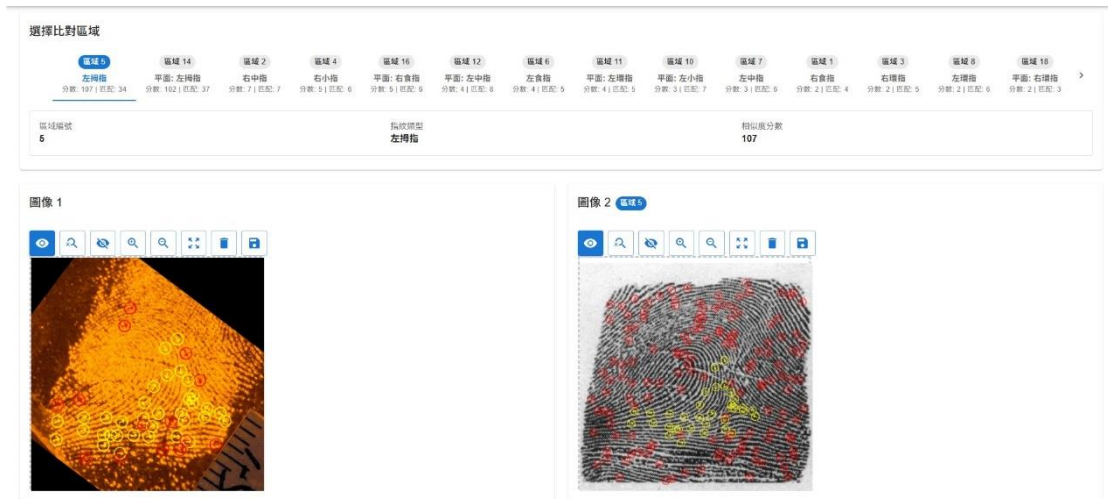 選擇比對區域
區域 5 區域 14 區域 2 區域 4 區域 16 區域 12 區域 6 區域 11 區域 10 區域 7 區域 1 區域 3 區域 8 區域 18
左拇指 平面: 左拇指 右中指 右小指 平面: 右食指 平面: 左中指 左食指 平面: 左環指 平面: 左小指 左中指 右食指 右環指 左環指 平面: 右環指
分數: 107 | 匹配: 34 分數: 102 | 匹配: 37 分數: 7 | 匹配: 7 分數: 5 | 匹配: 6 分數: 5 | 匹配: 6 分數: 4 | 匹配: 8 分數: 4 | 匹配: 5 分數: 4 | 匹配: 5 分數: 3 | 匹配: 7 分數: 3 | 匹配: 6 分數: 2 | 匹配: 4 分數: 2 | 匹配: 5 分數: 2 | 匹配: 6 分數: 2 | 匹配: 3
區域編號 指紋類型 相似度分數
5 左拇指 107
圖像 1 圖像 2 區域 5